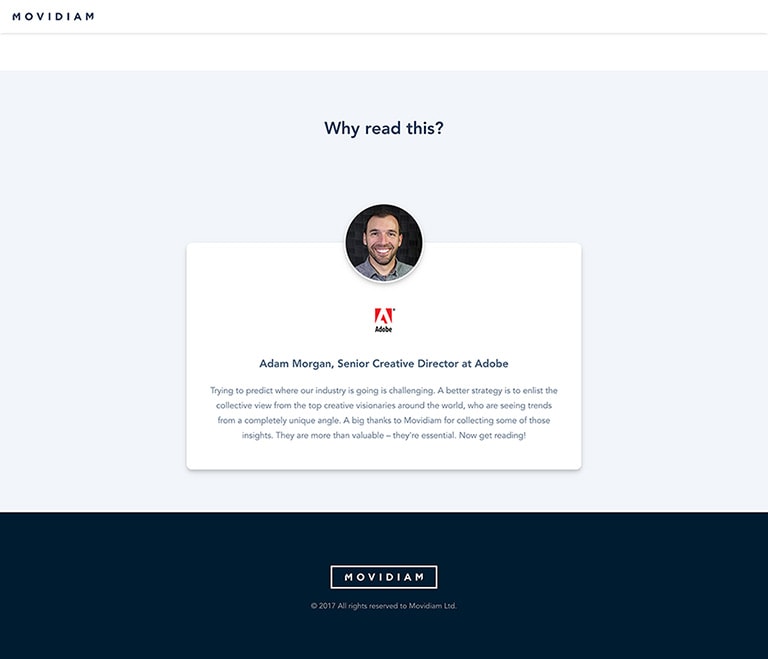 MOVIDIAM
Why read this?
Adobe
Adam Morgan, Senior Creative Director at Adobe
Trying to predict where our industry is going is challenging. A better strategy is to enlist the
collective view from the top creative visionaries around the world, who are seeing trends
from a completely unique angle. A big thanks to Movidiam for collecting some of those
insights. They are more than valuable – they're essential. Now get reading!
MOVIDIAM
© 2017 All rights reserved to Movidiam Ltd.